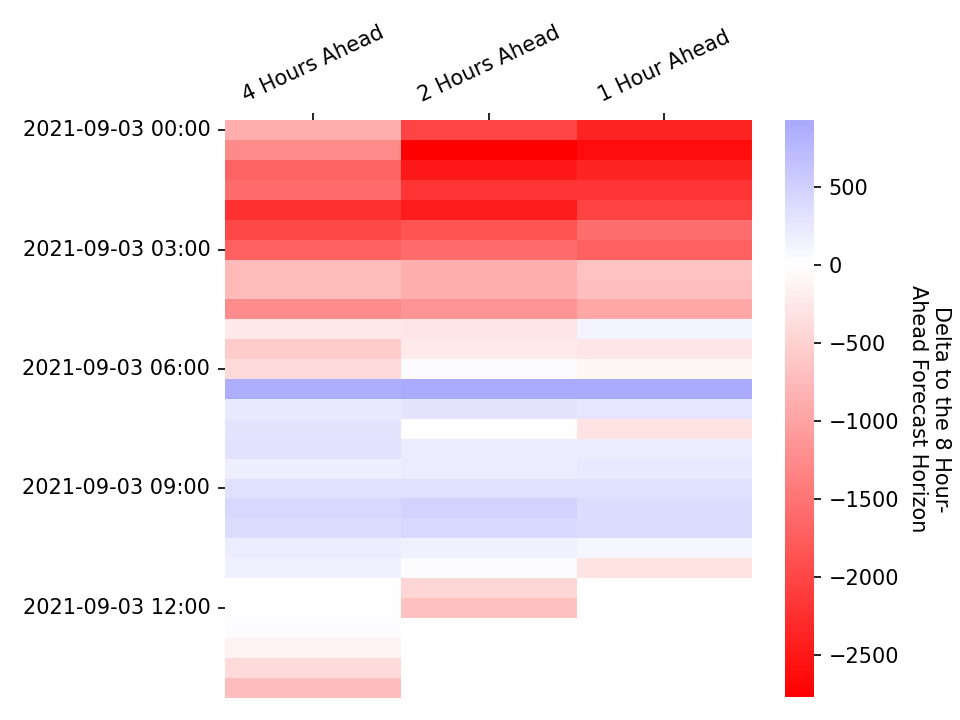 4 Hours Ahead
2 Hours Ahead
1 Hour Ahead
2021-09-03 00:00
2021-09-03 03:00
2021-09-03 06:00
2021-09-03 09:00
2021-09-03 12:00
500
0
−500
−1000
−1500
−2000
−2500
Delta to the 8 Hour-
Ahead Forecast Horizon